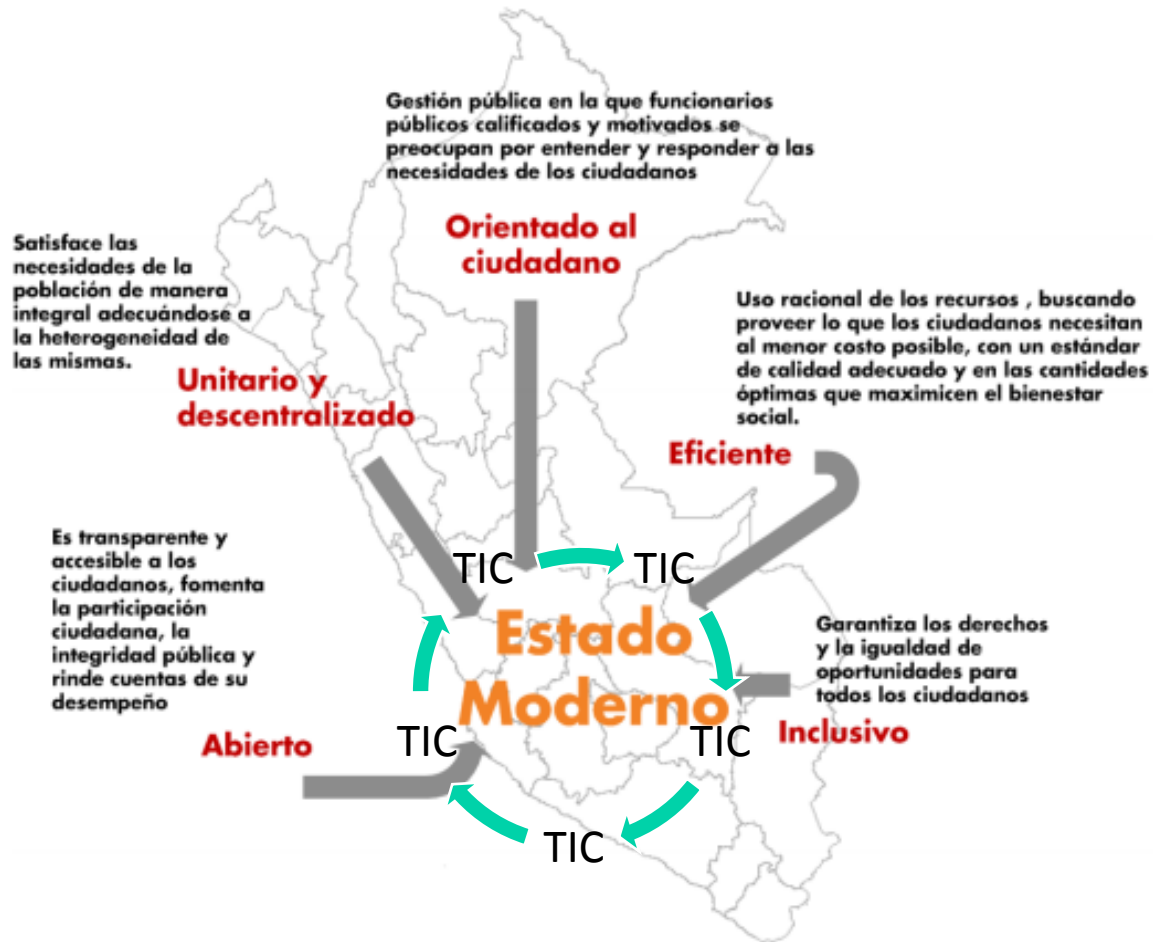 Gestión pública en la que funcionarios
públicos calificados y motivados se
preocupan por entender y responder a las
necesidades de los ciudadanos
Orientado al
ciudadano
Satisface las
necesidades de la
población de manera
integral adecuándose a
la heterogeneidad de
las mismas.
Unitario y
descentralizado
Uso racional de los recursos , buscando
proveer lo que los ciudadanos necesitan
al menor costo posible, con un estándar
de calidad adecuado y en las cantidades
óptimas que maximicen el bienestar
social.
Eficiente
Es transparente y
accesible a los
ciudadanos, fomenta
la participación
ciudadana, la
integridad pública y
rinde cuentas de su
desempeño
Abierto
TIC
TIC
Estado
Moderno
Garantiza los derechos
y la igualdad de
oportunidades para
todos los ciudadanos
Inclusivo
TIC
TIC
TIC